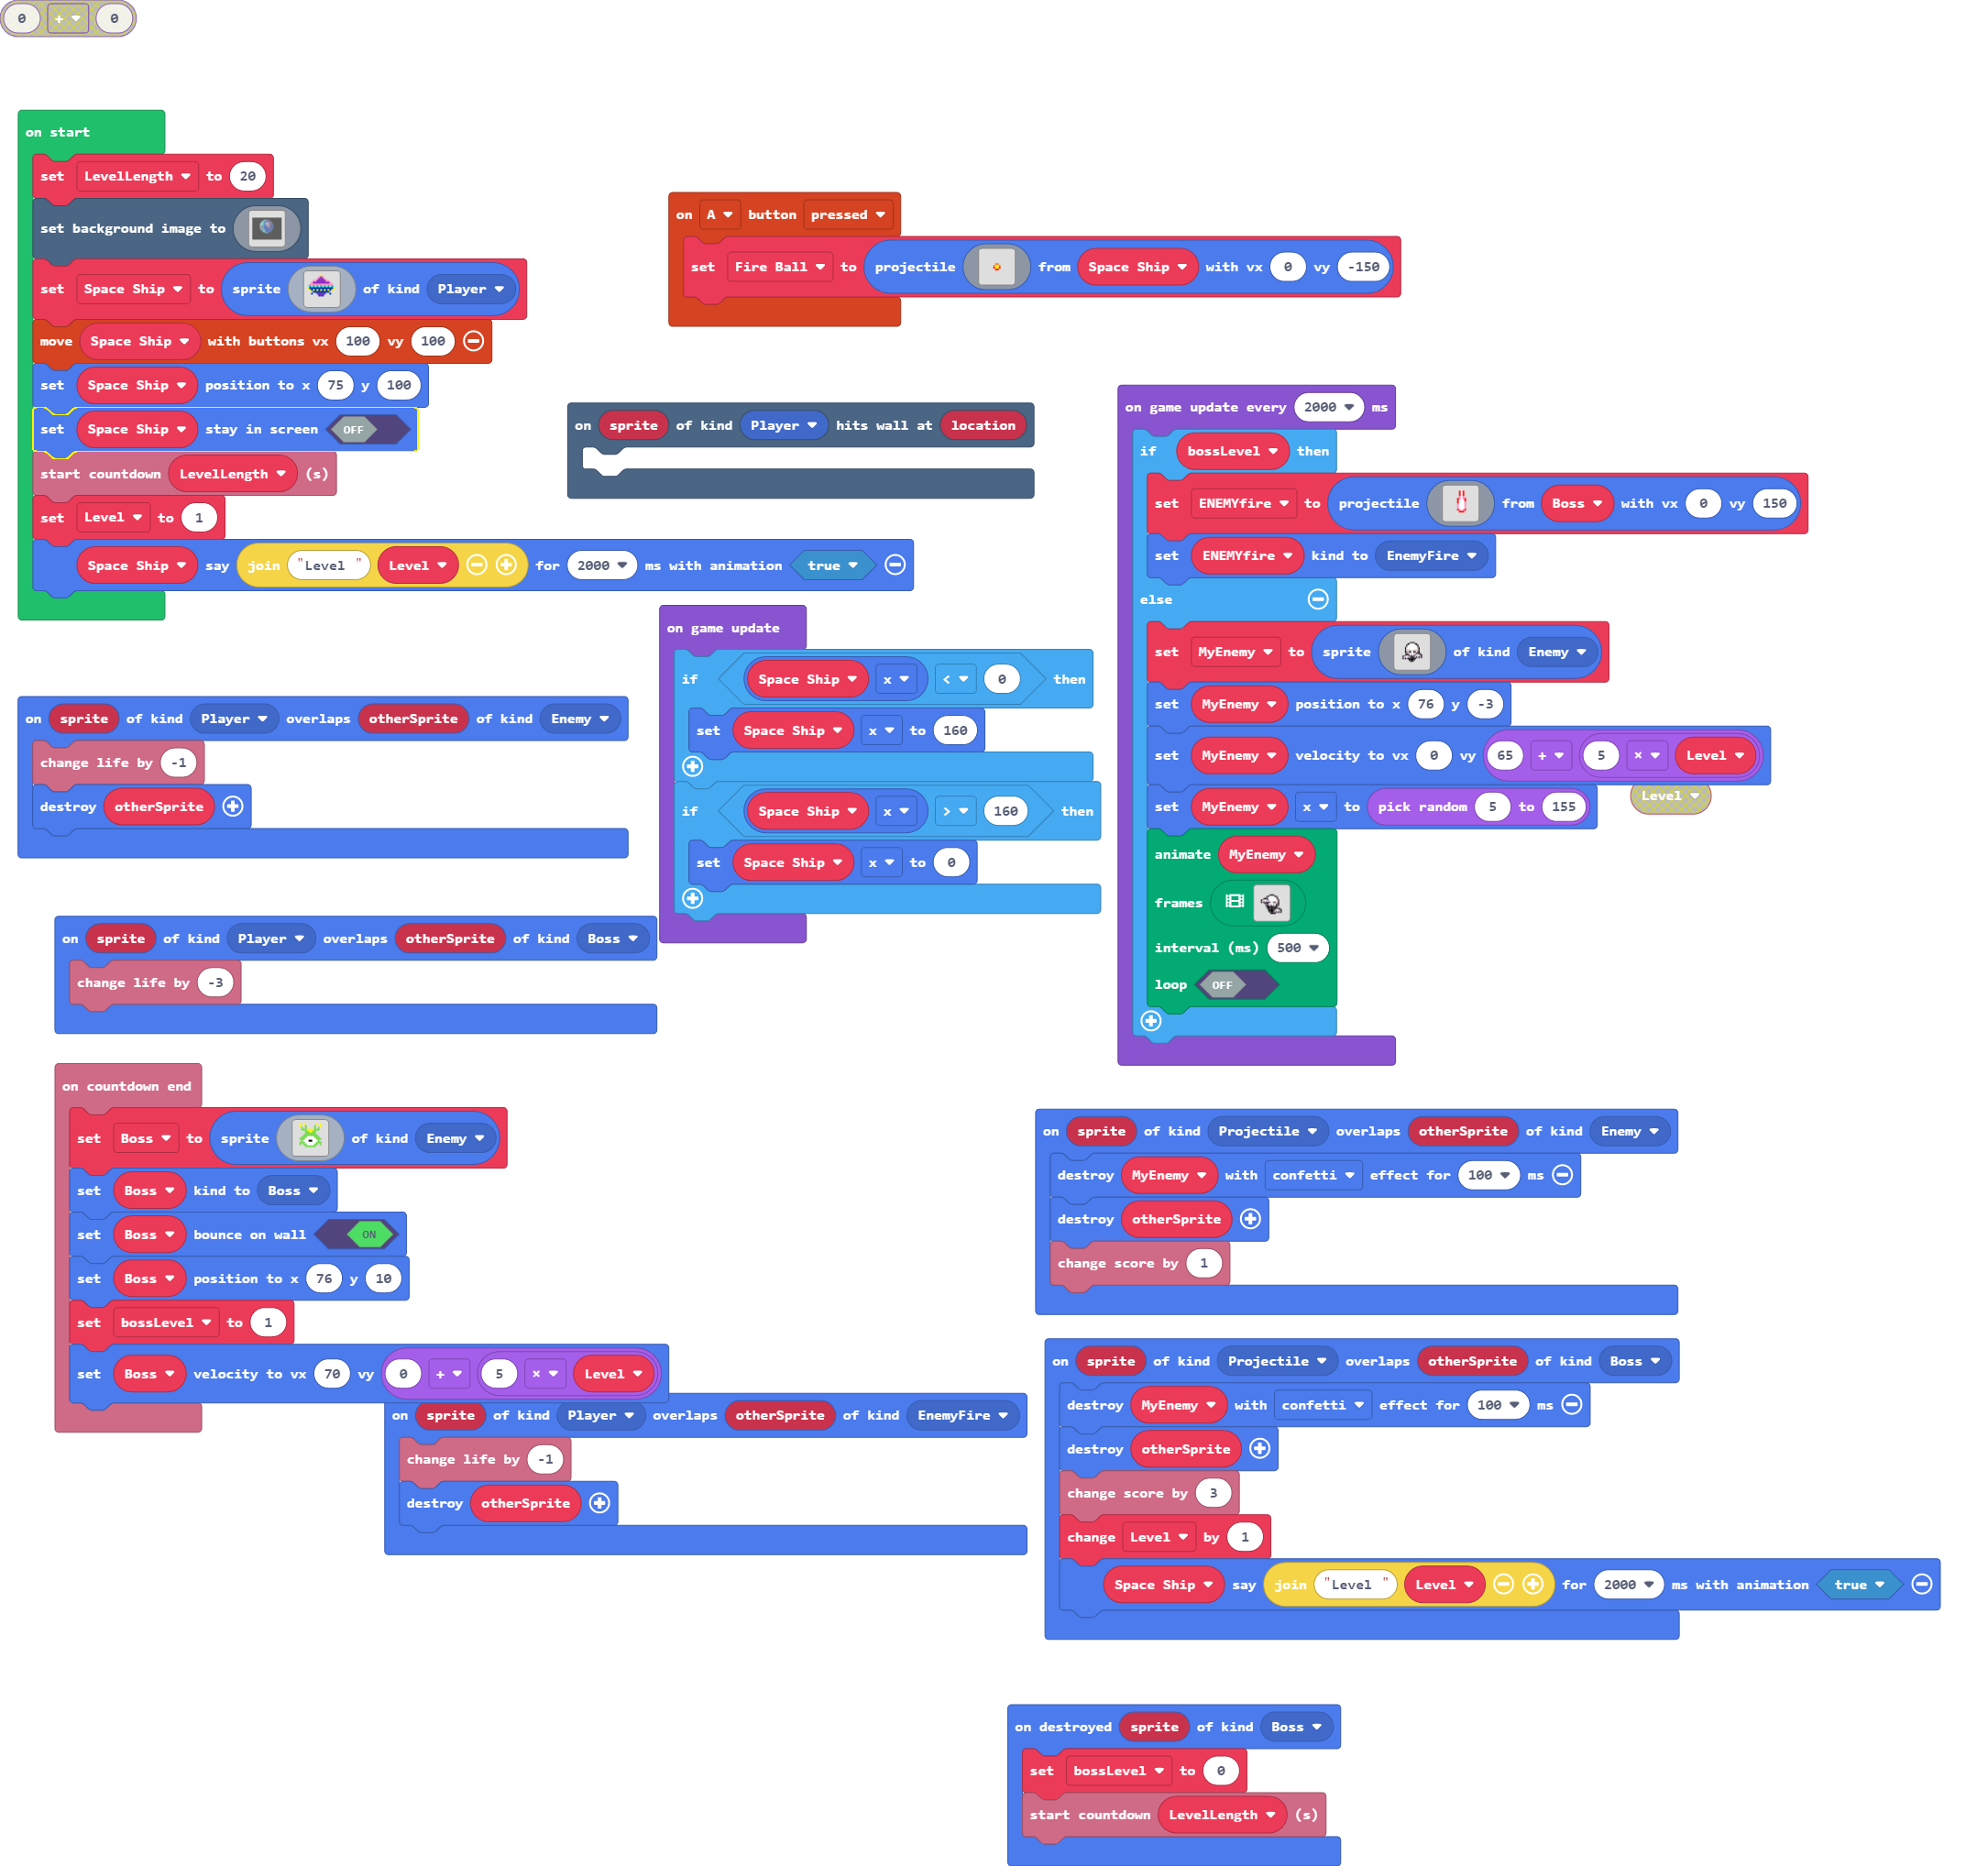 0 + 0
on start
set LevelLength to 20
set background image to
set Space Ship to sprite of kind Player
move Space Ship with buttons vx 100 vy 100
set Space Ship position to x 75 y 100
set Space Ship stay in screen OFF
start countdown LevelLength (s)
set Level to 1
Space Ship say join "Level " Level for 2000 ms with animation true
on A button pressed
set Fire Ball to projectile from Space Ship with vx 0 vy -150
on sprite of kind Player hits wall at location
on game update every 2000 ms
if bossLevel then
set ENEMYfire to projectile from Boss with vx 0 vy 150
set ENEMYfire kind to EnemyFire
else
set MyEnemy to sprite of kind Enemy
set MyEnemy position to x 76 y -3
set MyEnemy velocity to vx 0 vy 65 + 5 × Level
set MyEnemy x to pick random 5 to 155
Level
animate MyEnemy
frames
interval (ms) 500
loop OFF
on game update
if Space Ship x < 0 then
set Space Ship x to 160
if Space Ship x > 160 then
set Space Ship x to 0
on sprite of kind Player overlaps otherSprite of kind Enemy
change life by -1
destroy otherSprite
on sprite of kind Player overlaps otherSprite of kind Boss
change life by -3
on countdown end
set Boss to sprite of kind Enemy
set Boss kind to Boss
set Boss bounce on wall ON
set Boss position to x 76 y 10
set bossLevel to 1
set Boss velocity to vx 70 vy 0 + 5 × Level
on sprite of kind Player overlaps otherSprite of kind EnemyFire
change life by -1
destroy otherSprite
on sprite of kind Projectile overlaps otherSprite of kind Enemy
destroy MyEnemy with confetti effect for 100 ms
destroy otherSprite
change score by 1
on sprite of kind Projectile overlaps otherSprite of kind Boss
destroy MyEnemy with confetti effect for 100 ms
destroy otherSprite
change score by 3
change Level by 1
Space Ship say join "Level " Level for 2000 ms with animation true
on destroyed sprite of kind Boss
set bossLevel to 0
start countdown LevelLength (s)